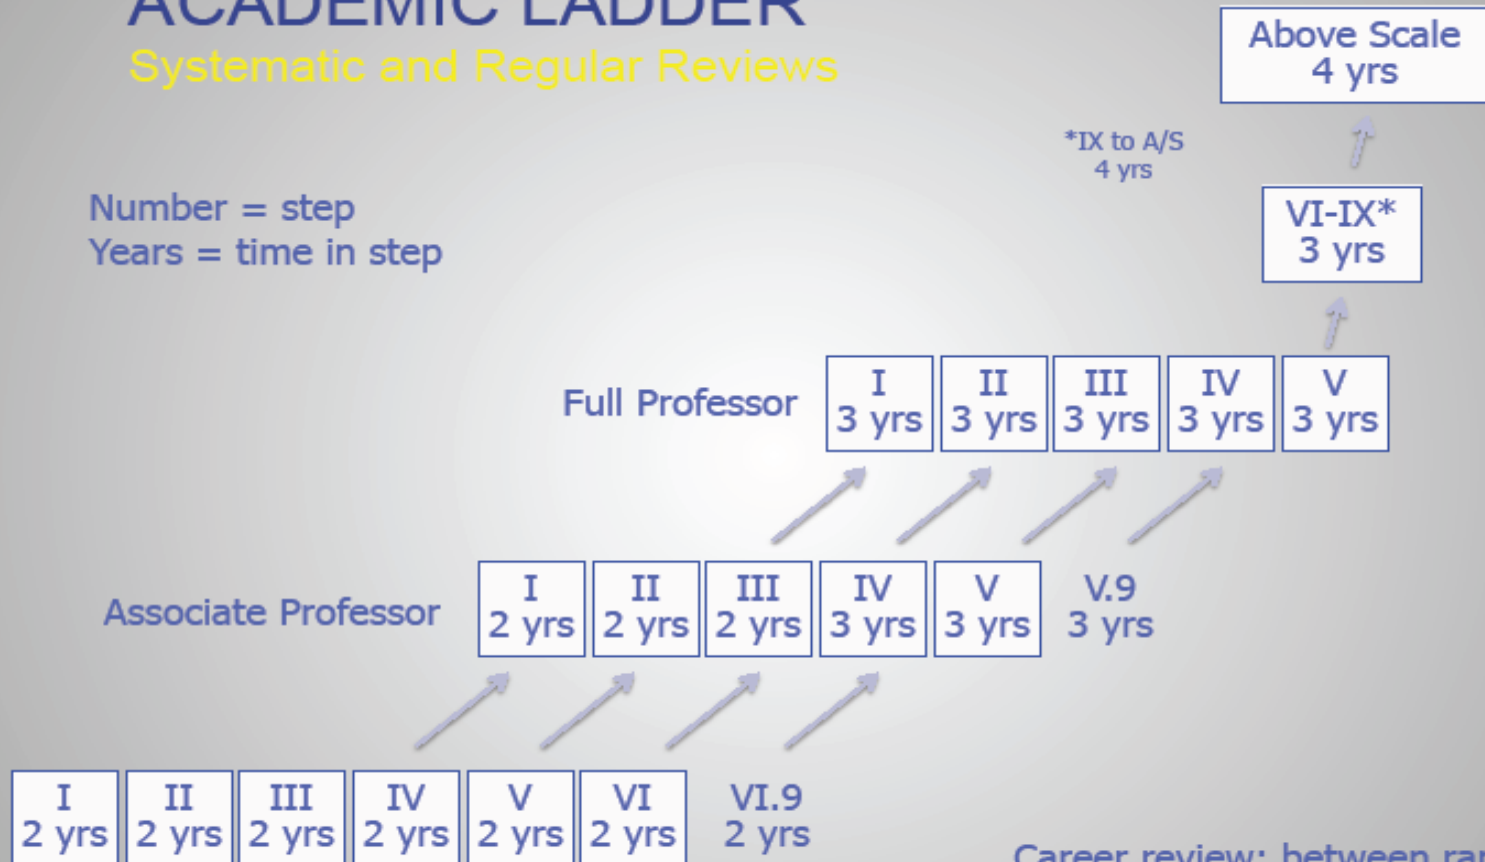 ACADEMIC LADDER
Systematic and Regular Reviews
Above Scale
4 yrs
*IX to A/S
4 yrs
Number = step
Years = time in step
VI-IX*
3 yrs
Full Professor
I
3 yrs
II
3 yrs
III
3 yrs
IV
3 yrs
V
3 yrs
Associate Professor
I
2 yrs
II
2 yrs
III
2 yrs
IV
3 yrs
V
3 yrs
V.9
3 yrs
I
2 yrs
II
2 yrs
III
2 yrs
IV
2 yrs
V
2 yrs
VI
2 yrs
VI.9
2 yrs
Career review: between